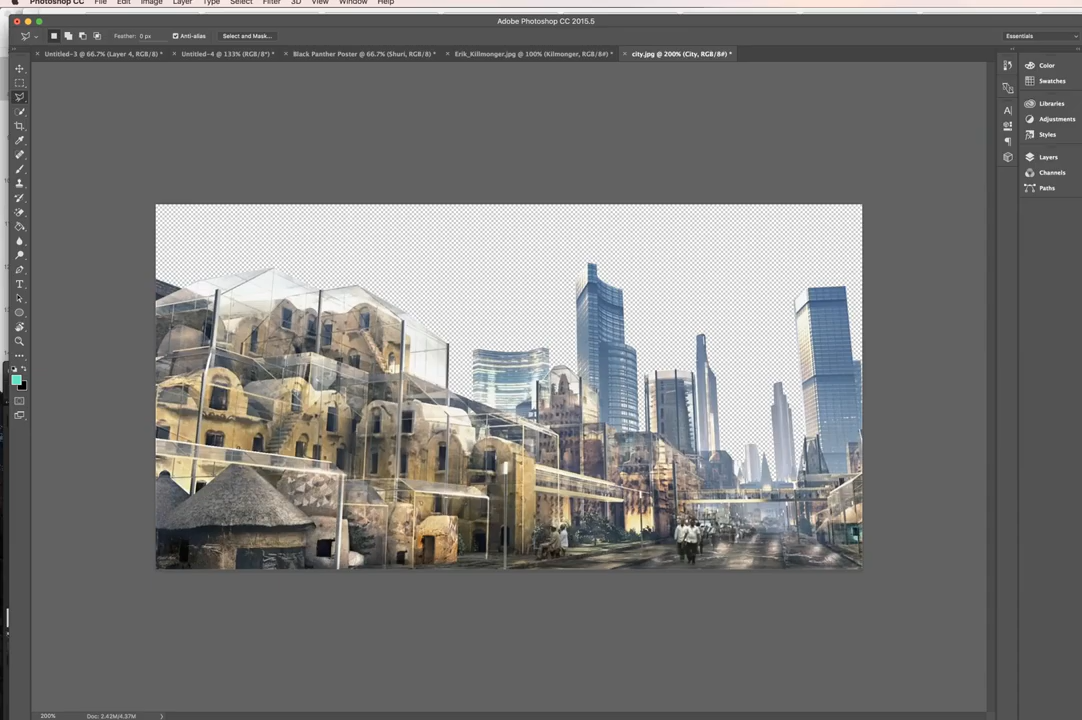 Photoshop CC File Edit Image Layer Type Select Filter 3D View Window Help
Adobe Photoshop CC 2015.5
Feather: 0 px Anti-alias Select and Mask... Essentials
× Untitled-3 @ 66.7% (Layer 4, RGB/8) * × Untitled-4 @ 133% (RGB/8*) * × Black Panther Poster @ 66.7% (Shuri, RGB/8) * × Erik_Killmonger.jpg @ 100% (Killmonger, RGB/8#) * × city.jpg @ 200% (City, RGB/8#) *
Color
Swatches
Libraries
Adjustments
Styles
Layers
Channels
Paths
200% Doc: 2.42M/4.37M